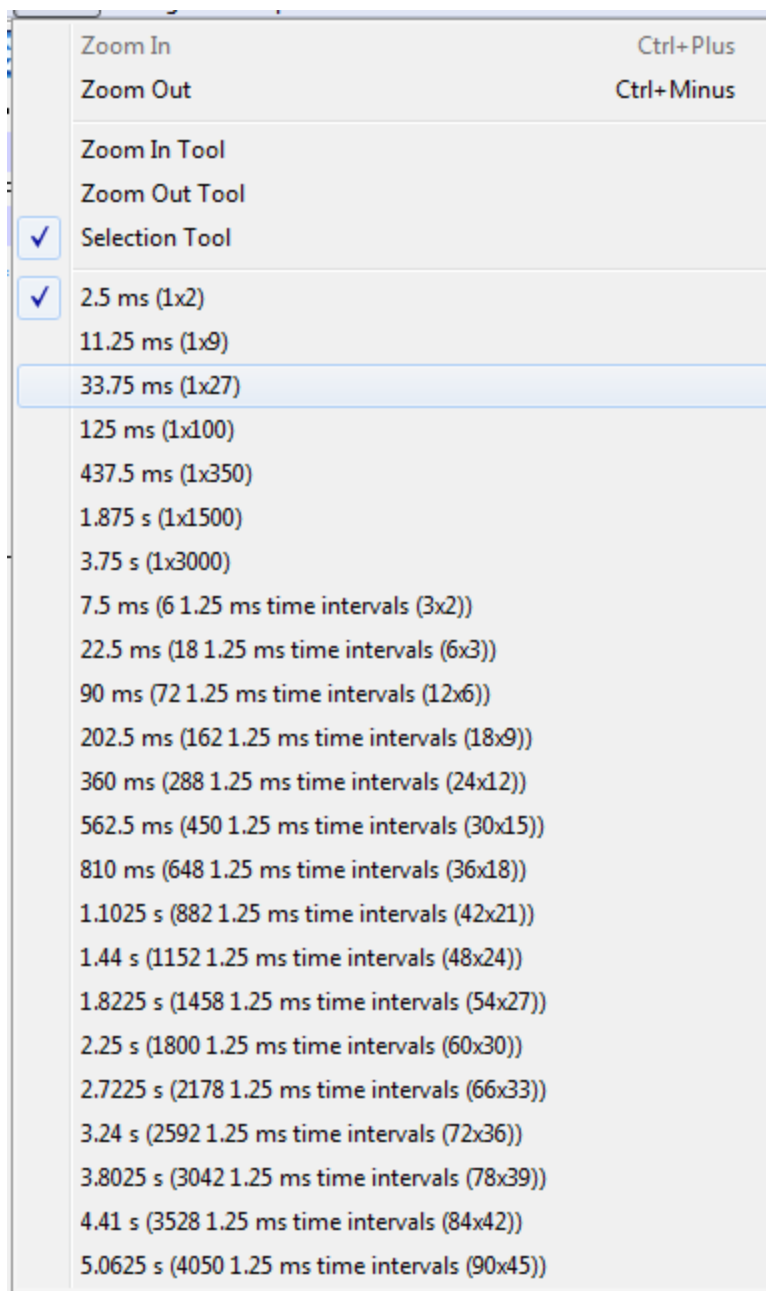 Zoom In Ctrl+Plus
Zoom Out Ctrl+Minus
Zoom In Tool
Zoom Out Tool
Selection Tool
2.5 ms (1x2)
11.25 ms (1x9)
33.75 ms (1x27)
125 ms (1x100)
437.5 ms (1x350)
1.875 s (1x1500)
3.75 s (1x3000)
7.5 ms (6 1.25 ms time intervals (3x2))
22.5 ms (18 1.25 ms time intervals (6x3))
90 ms (72 1.25 ms time intervals (12x6))
202.5 ms (162 1.25 ms time intervals (18x9))
360 ms (288 1.25 ms time intervals (24x12))
562.5 ms (450 1.25 ms time intervals (30x15))
810 ms (648 1.25 ms time intervals (36x18))
1.1025 s (882 1.25 ms time intervals (42x21))
1.44 s (1152 1.25 ms time intervals (48x24))
1.8225 s (1458 1.25 ms time intervals (54x27))
2.25 s (1800 1.25 ms time intervals (60x30))
2.7225 s (2178 1.25 ms time intervals (66x33))
3.24 s (2592 1.25 ms time intervals (72x36))
3.8025 s (3042 1.25 ms time intervals (78x39))
4.41 s (3528 1.25 ms time intervals (84x42))
5.0625 s (4050 1.25 ms time intervals (90x45))